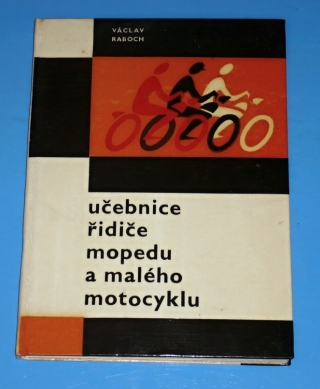 VÁCLAV
RABOCH
učebnice
řidiče
mopedu
a malého
motocyklu